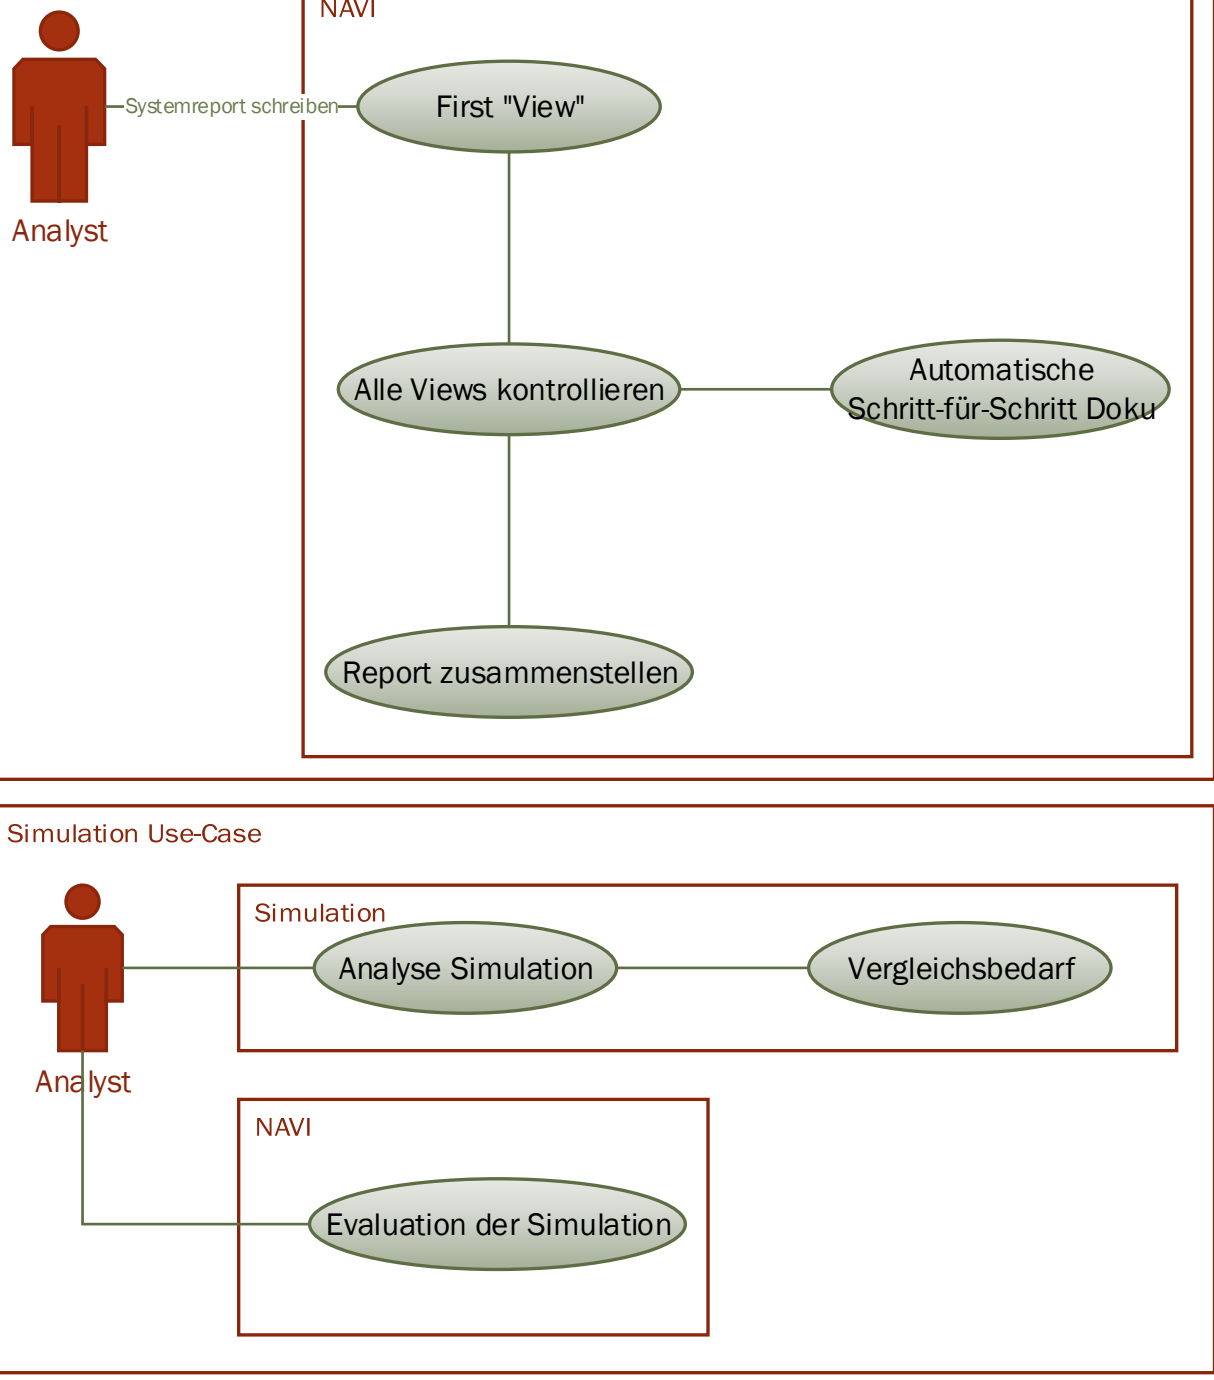 NAVI
Systemreport schreiben
First "View"
Analyst
Alle Views kontrollieren
Automatische
Schritt-für-Schritt Doku
Report zusammenstellen
Simulation Use-Case
Simulation
Analyse Simulation
Vergleichsbedarf
Analyst
NAVI
Evaluation der Simulation